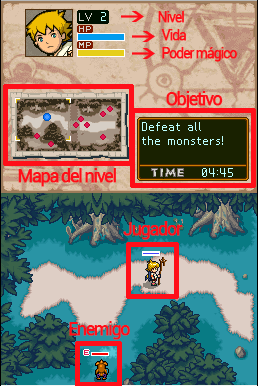 LV 2 Nivel
HP Vida
MP Poder mágico
Objetivo
Defeat all
the monsters!
TIME 04:45
Mapa del nivel
Jugador
Enemigo